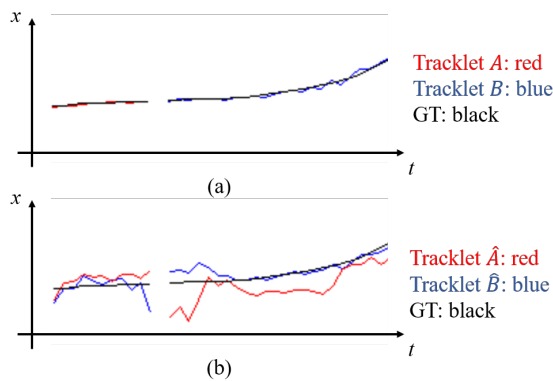 x
Tracklet A: red
Tracklet B: blue
GT: black
t
(a)
x
Tracklet Â: red
Tracklet B̂: blue
GT: black
t
(b)